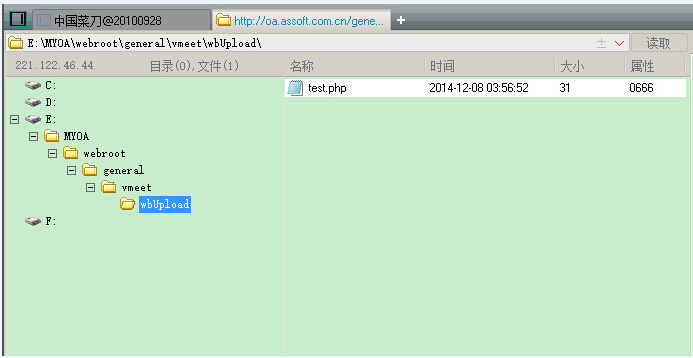 中国菜刀@20100928 http://oa.assoft.com.cn/gene... +
E:\MYOA\webroot\general\vmeet\wbUpload\ 读取
221.122.46.44 目录(0),文件(1) 名称 时间 大小 属性
C: test.php 2014-12-08 03:56:52 31 0666
D:
E:
MYOA
webroot
general
vmeet
wbUpload
F: